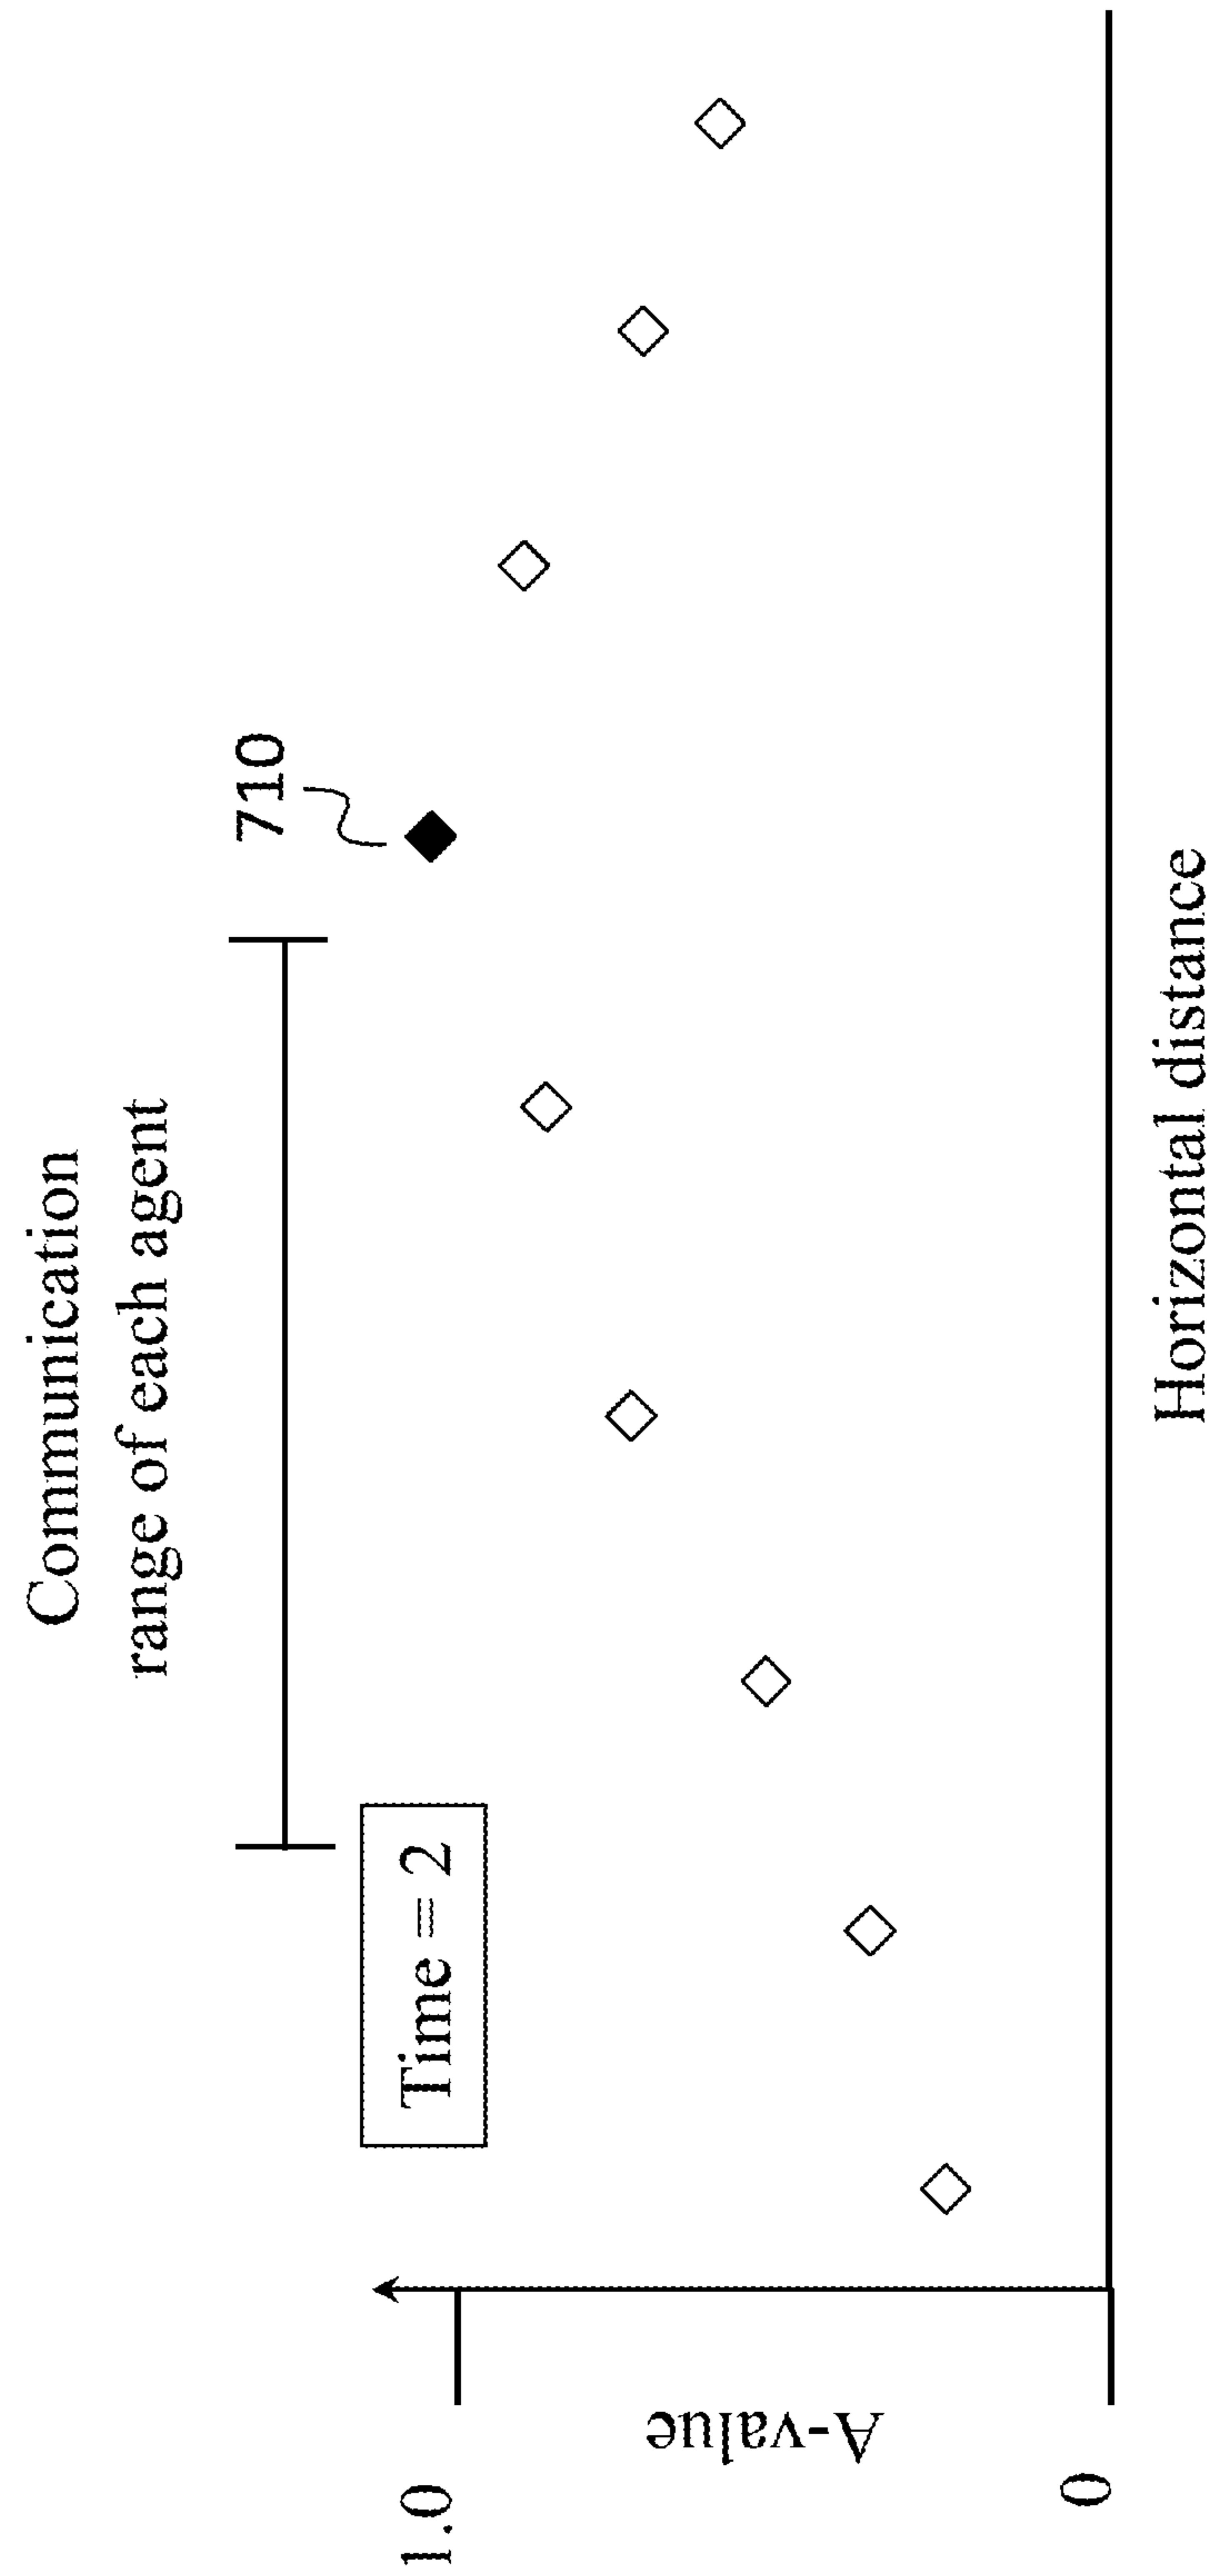 Communication
range of each agent
710
Time = 2
1.0
A-value
0
Horizontal distance